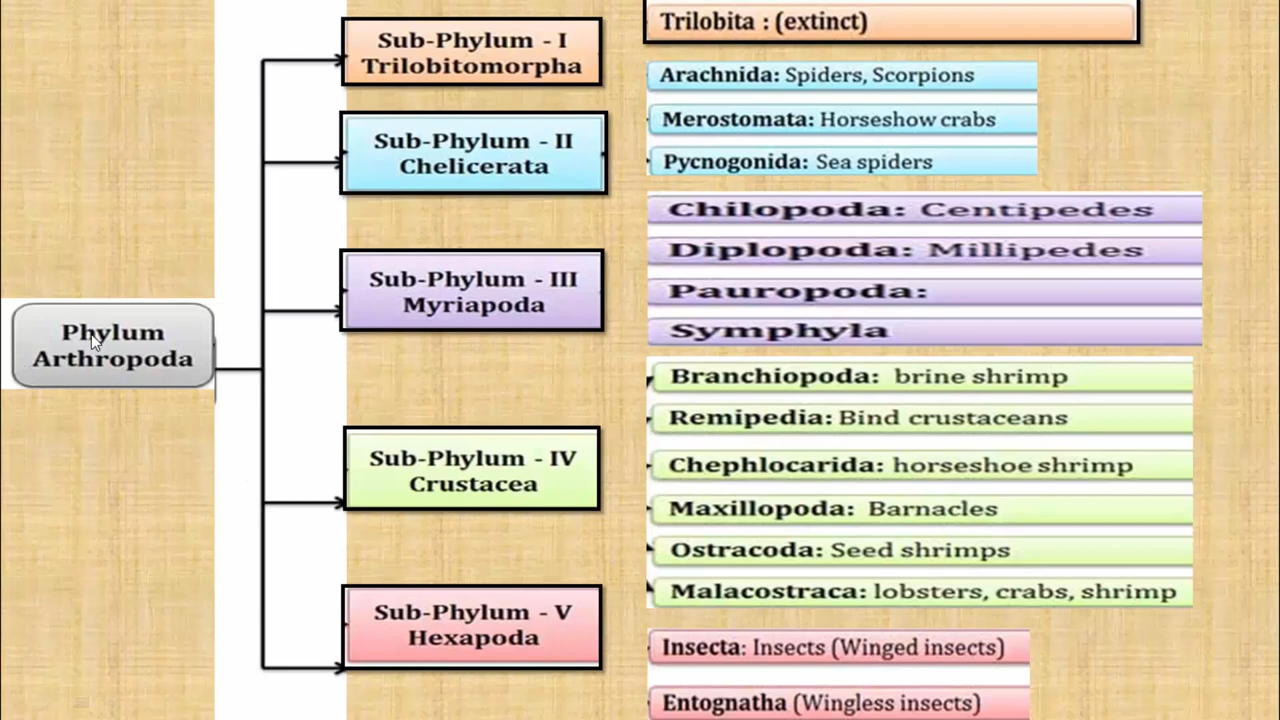 Phylum
Arthropoda
Sub-Phylum - I
Trilobitomorpha
Trilobita : (extinct)
Sub-Phylum - II
Chelicerata
Arachnida: Spiders, Scorpions
Merostomata: Horseshow crabs
Pycnogonida: Sea spiders
Sub-Phylum - III
Myriapoda
Chilopoda: Centipedes
Diplopoda: Millipedes
Pauropoda:
Symphyla
Sub-Phylum - IV
Crustacea
Branchiopoda: brine shrimp
Remipedia: Bind crustaceans
Chephlocarida: horseshoe shrimp
Maxillopoda: Barnacles
Ostracoda: Seed shrimps
Malacostraca: lobsters, crabs, shrimp
Sub-Phylum - V
Hexapoda
Insecta: Insects (Winged insects)
Entognatha (Wingless insects)